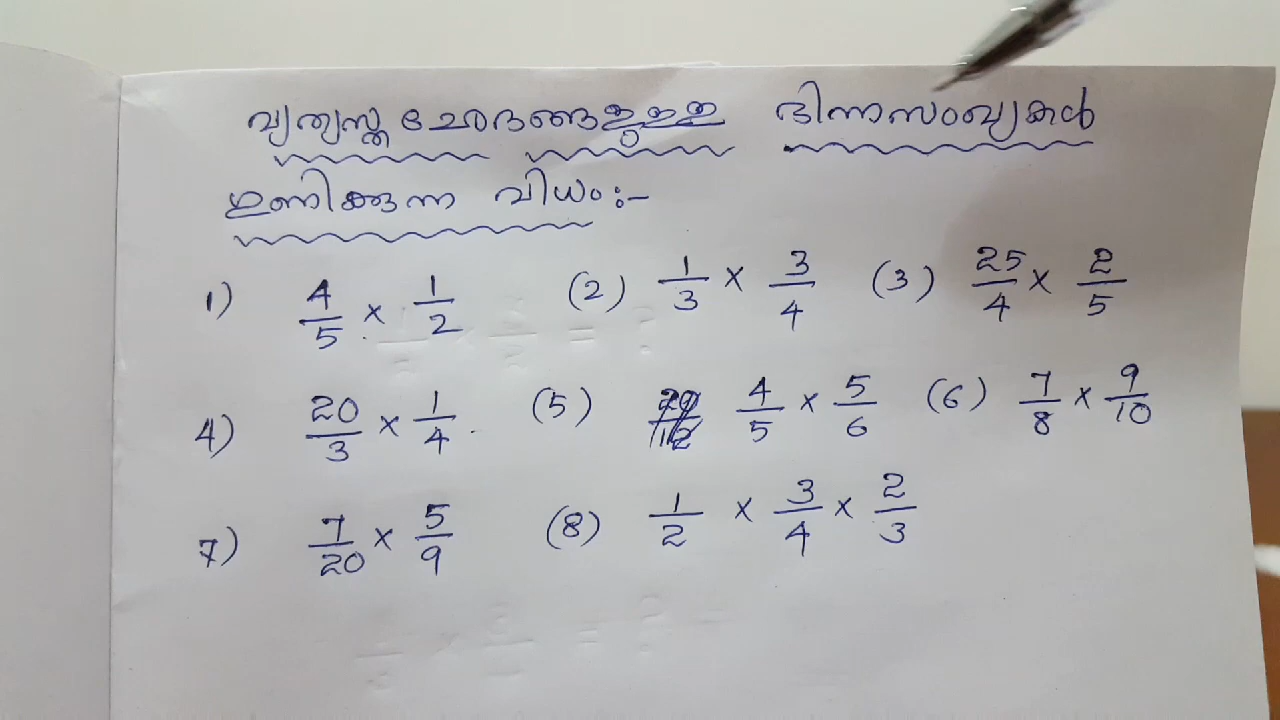 വ്യത്യസ്ത ഛേദങ്ങളുള്ള ഭിന്നസംഖ്യകൾ
ഗുണിക്കുന്ന വിധം:-
1) 4/5 × 1/2 (2) 1/3 × 3/4 (3) 25/4 × 2/5
4) 20/3 × 1/4 (5) 4/5 × 5/6 (6) 7/8 × 9/10
7) 7/20 × 5/9 (8) 1/2 × 3/4 × 2/3